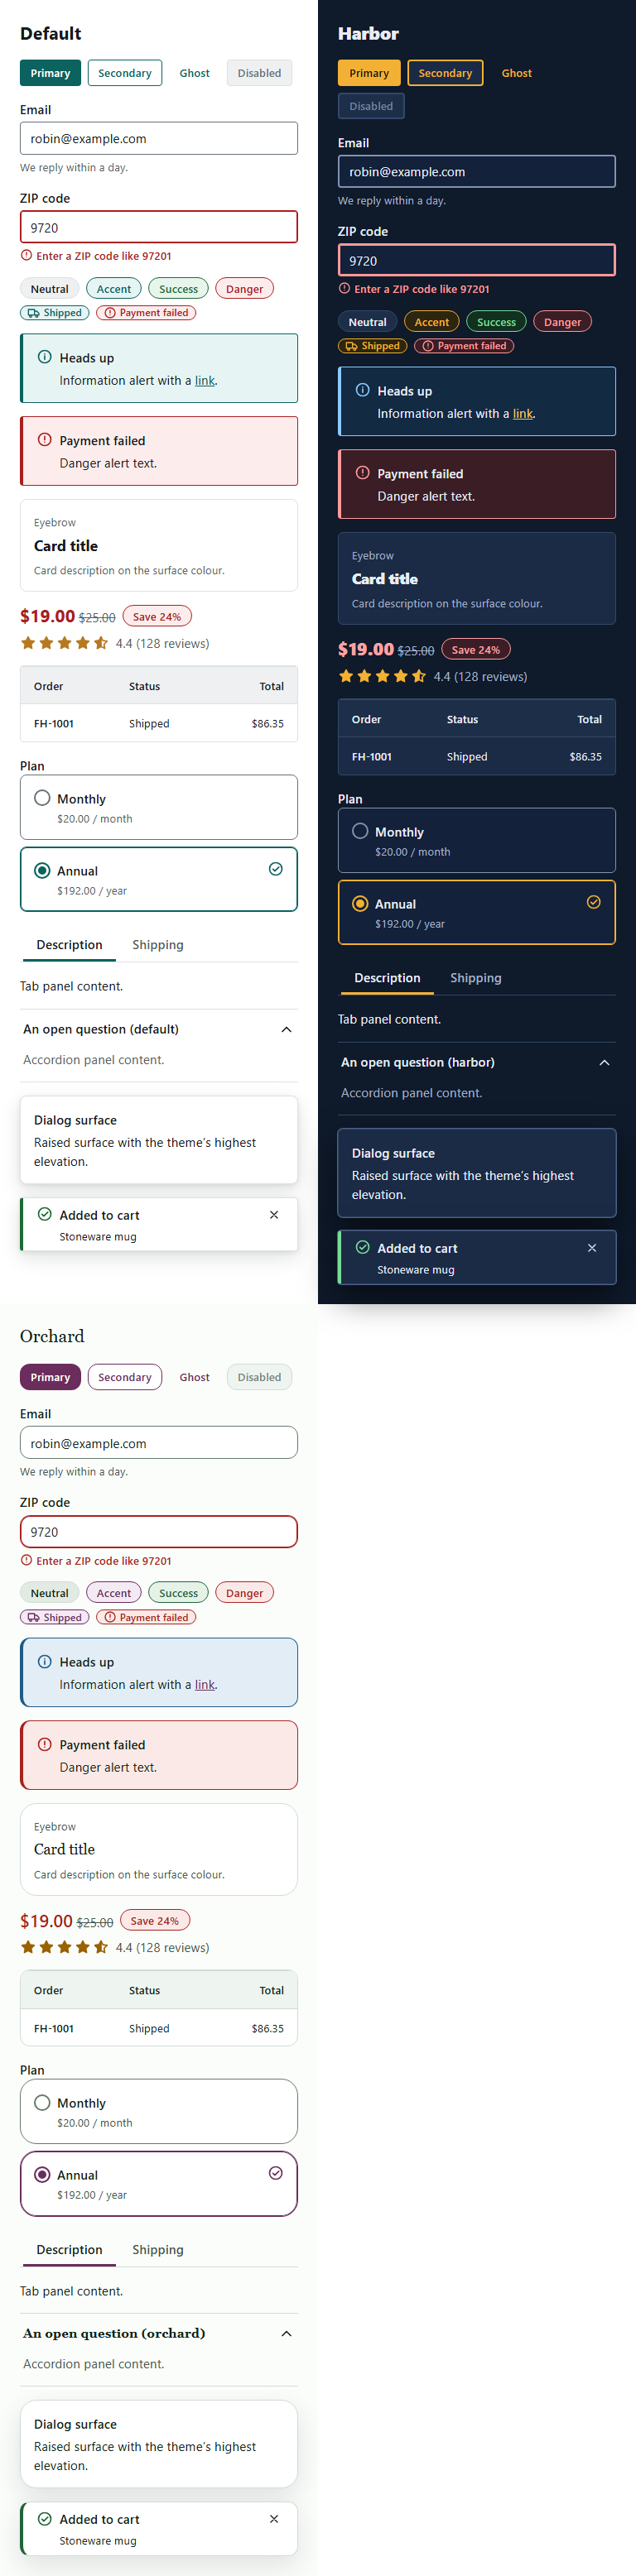 Default
Primary Secondary Ghost Disabled
Email
robin@example.com
We reply within a day.
ZIP code
9720
Enter a ZIP code like 97201
Neutral Accent Success Danger
Shipped Payment failed
Heads up
Information alert with a link.
Payment failed
Danger alert text.
Eyebrow
Card title
Card description on the surface colour.
$19.00 $25.00 Save 24%
4.4 (128 reviews)
Order Status Total
FH-1001 Shipped $86.35
Plan
Monthly
$20.00 / month
Annual
$192.00 / year
Description Shipping
Tab panel content.
An open question (default)
Accordion panel content.
Dialog surface
Raised surface with the theme's highest
elevation.
Added to cart
Stoneware mug
Harbor
Primary Secondary Ghost
Disabled
Email
robin@example.com
We reply within a day.
ZIP code
9720
Enter a ZIP code like 97201
Neutral Accent Success Danger
Shipped Payment failed
Heads up
Information alert with a link.
Payment failed
Danger alert text.
Eyebrow
Card title
Card description on the surface colour.
$19.00 $25.00 Save 24%
4.4 (128 reviews)
Order Status Total
FH-1001 Shipped $86.35
Plan
Monthly
$20.00 / month
Annual
$192.00 / year
Description Shipping
Tab panel content.
An open question (harbor)
Accordion panel content.
Dialog surface
Raised surface with the theme's highest
elevation.
Added to cart
Stoneware mug
Orchard
Primary Secondary Ghost Disabled
Email
robin@example.com
We reply within a day.
ZIP code
9720
Enter a ZIP code like 97201
Neutral Accent Success Danger
Shipped Payment failed
Heads up
Information alert with a link.
Payment failed
Danger alert text.
Eyebrow
Card title
Card description on the surface colour.
$19.00 $25.00 Save 24%
4.4 (128 reviews)
Order Status Total
FH-1001 Shipped $86.35
Plan
Monthly
$20.00 / month
Annual
$192.00 / year
Description Shipping
Tab panel content.
An open question (orchard)
Accordion panel content.
Dialog surface
Raised surface with the theme's highest
elevation.
Added to cart
Stoneware mug